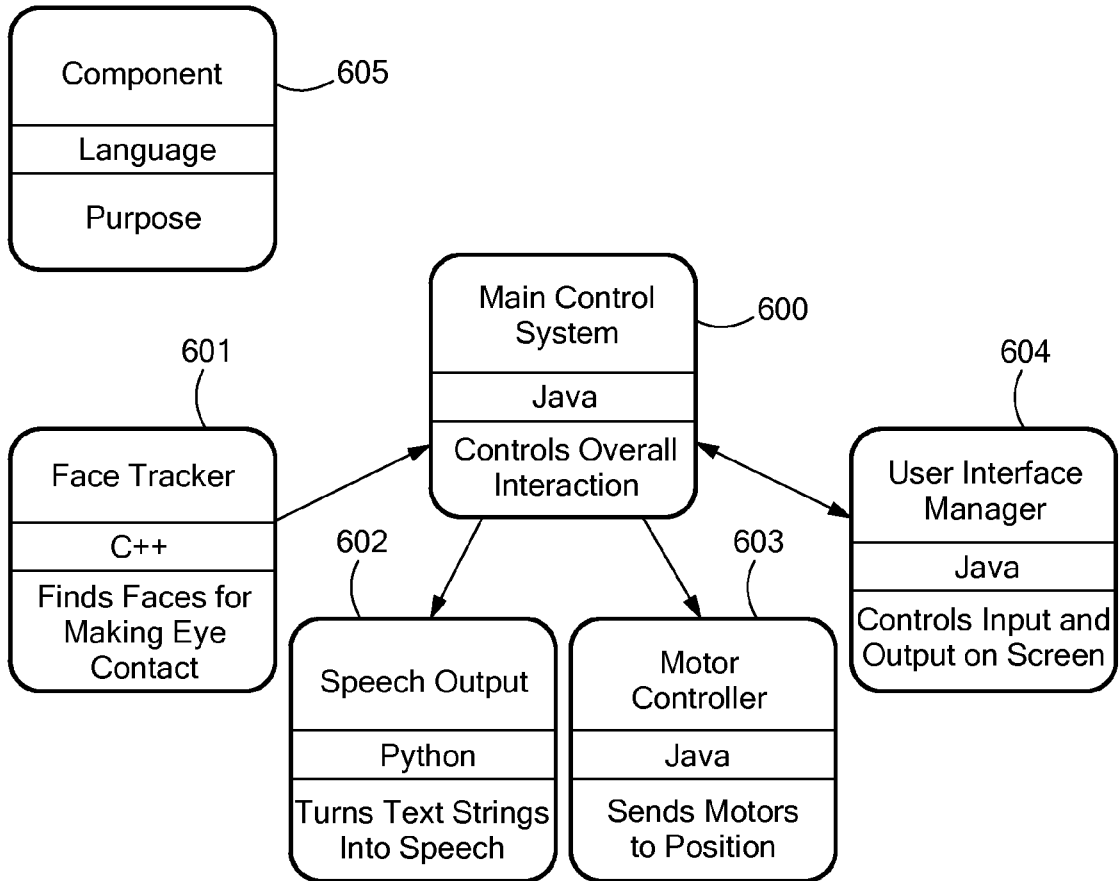 Component
605
Language
Purpose
Main Control
System
600
Java
Controls Overall
Interaction
601
Face Tracker
C++
Finds Faces for
Making Eye
Contact
602
Speech Output
Python
Turns Text Strings
Into Speech
603
Motor
Controller
Java
Sends Motors
to Position
604
User Interface
Manager
Java
Controls Input and
Output on Screen